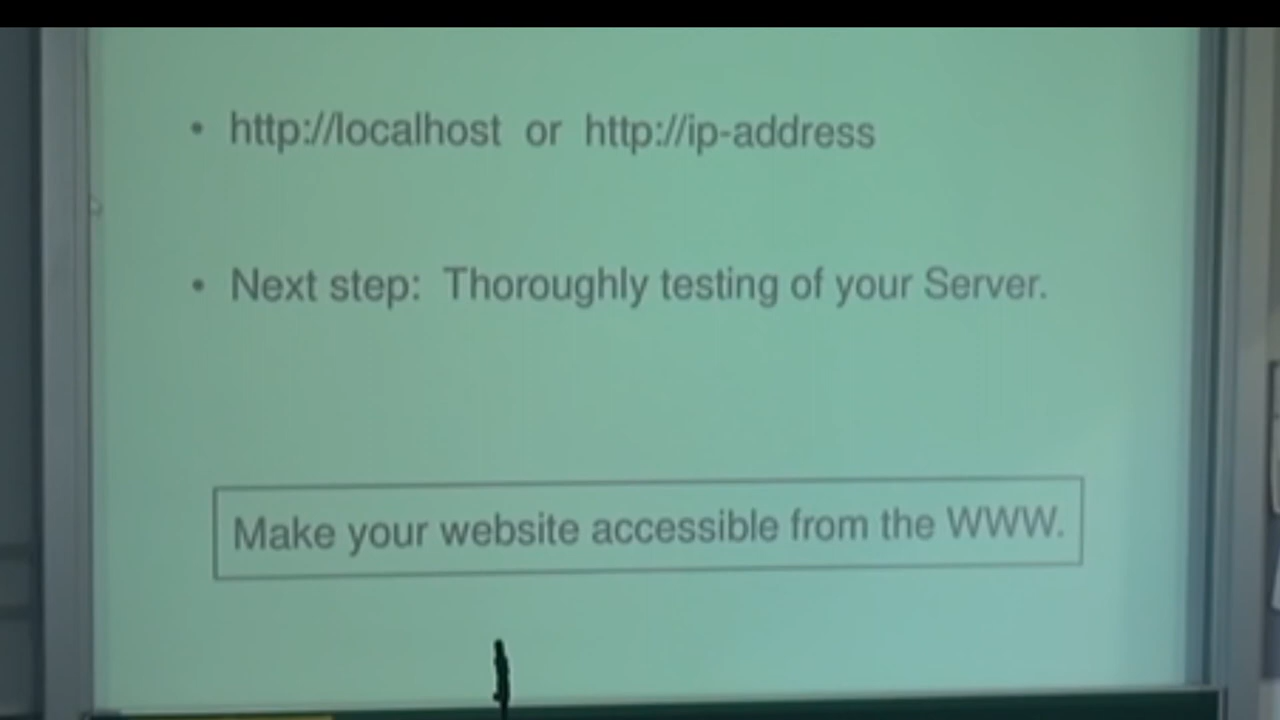 • http://localhost or http://ip-address
• Next step: Thoroughly testing of your Server.
Make your website accessible from the WWW.